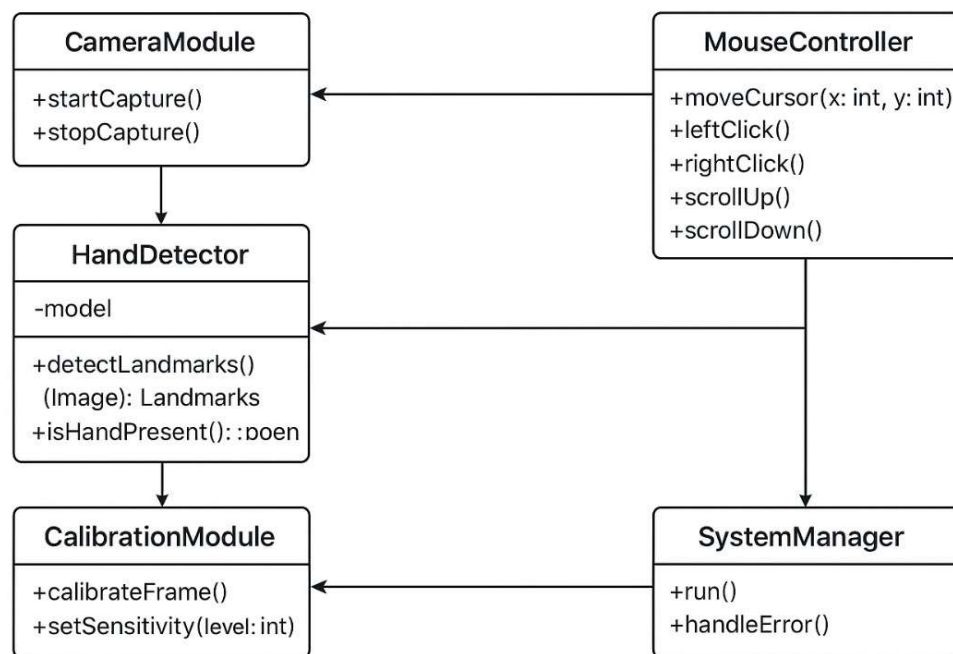 CameraModule
+startCapture()
+stopCapture()
MouseController
+moveCursor(x: int, y: int)
+leftClick()
+rightClick()
+scrollUp()
+scrollDown()
HandDetector
-model
+detectLandmarks()
(Image): Landmarks
+isHandPresent(): :poen
CalibrationModule
+calibrateFrame()
+setSensitivity(level: int)
SystemManager
+run()
+handleError()